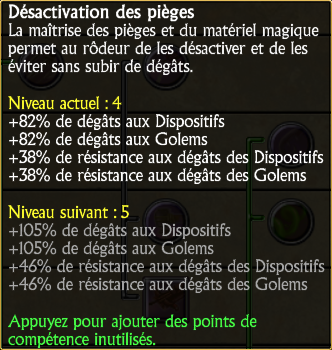 Désactivation des pièges
La maîtrise des pièges et du matériel magique
permet au rôdeur de les désactiver et de les
éviter sans subir de dégâts.
Niveau actuel : 4
+82% de dégâts aux Dispositifs
+82% de dégâts aux Golems
+38% de résistance aux dégâts des Dispositifs
+38% de résistance aux dégâts des Golems
Niveau suivant : 5
+105% de dégâts aux Dispositifs
+105% de dégâts aux Golems
+46% de résistance aux dégâts des Dispositifs
+46% de résistance aux dégâts des Golems
Appuyez pour ajouter des points de
compétence inutilisés.